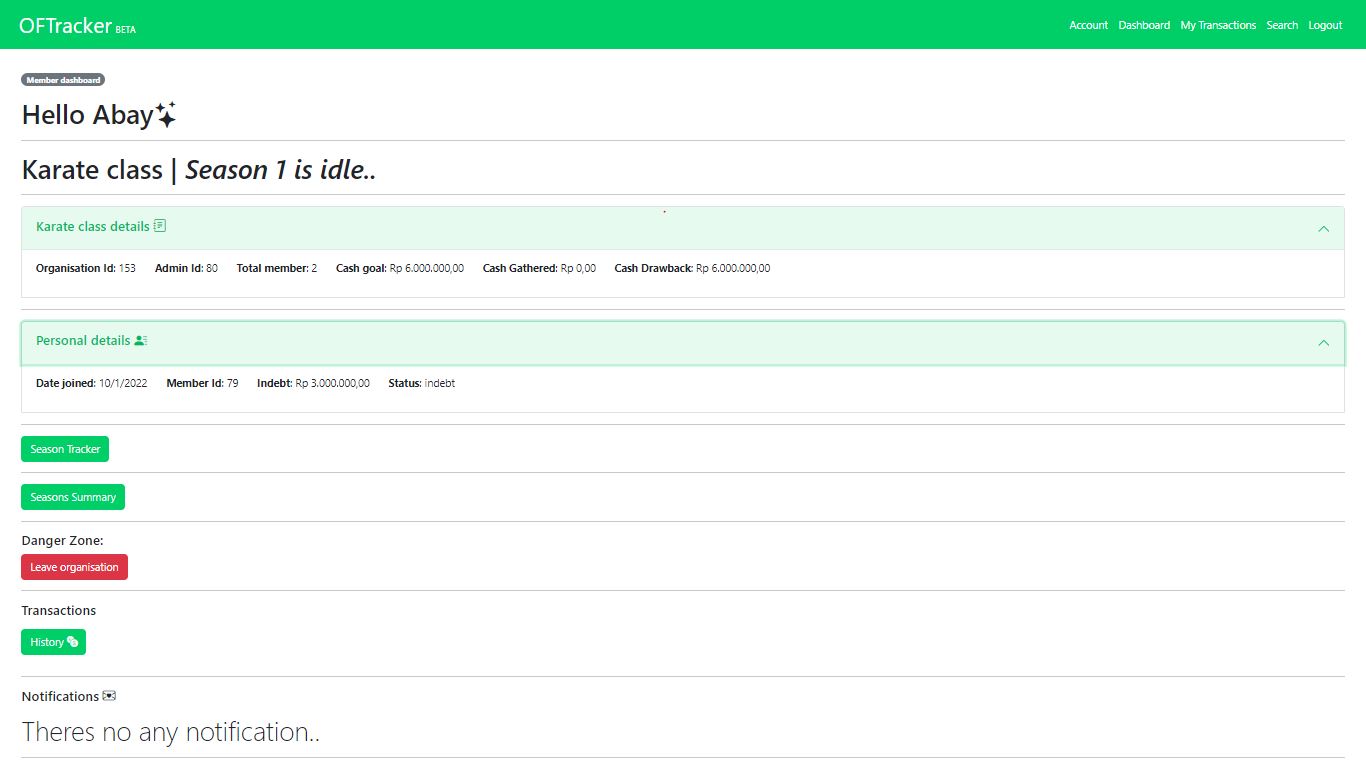 OFTracker BETA
Account Dashboard My Transactions Search Logout
Member dashboard
Hello Abay✨
Karate class | Season 1 is idle..
Karate class details
Organisation Id: 153 Admin Id: 80 Total member: 2 Cash goal: Rp 6.000.000,00 Cash Gathered: Rp 0,00 Cash Drawback: Rp 6.000.000,00
Personal details
Date joined: 10/1/2022 Member Id: 79 Indebt: Rp 3.000.000,00 Status: indebt
Season Tracker
Seasons Summary
Danger Zone:
Leave organisation
Transactions
History
Notifications
Theres no any notification..